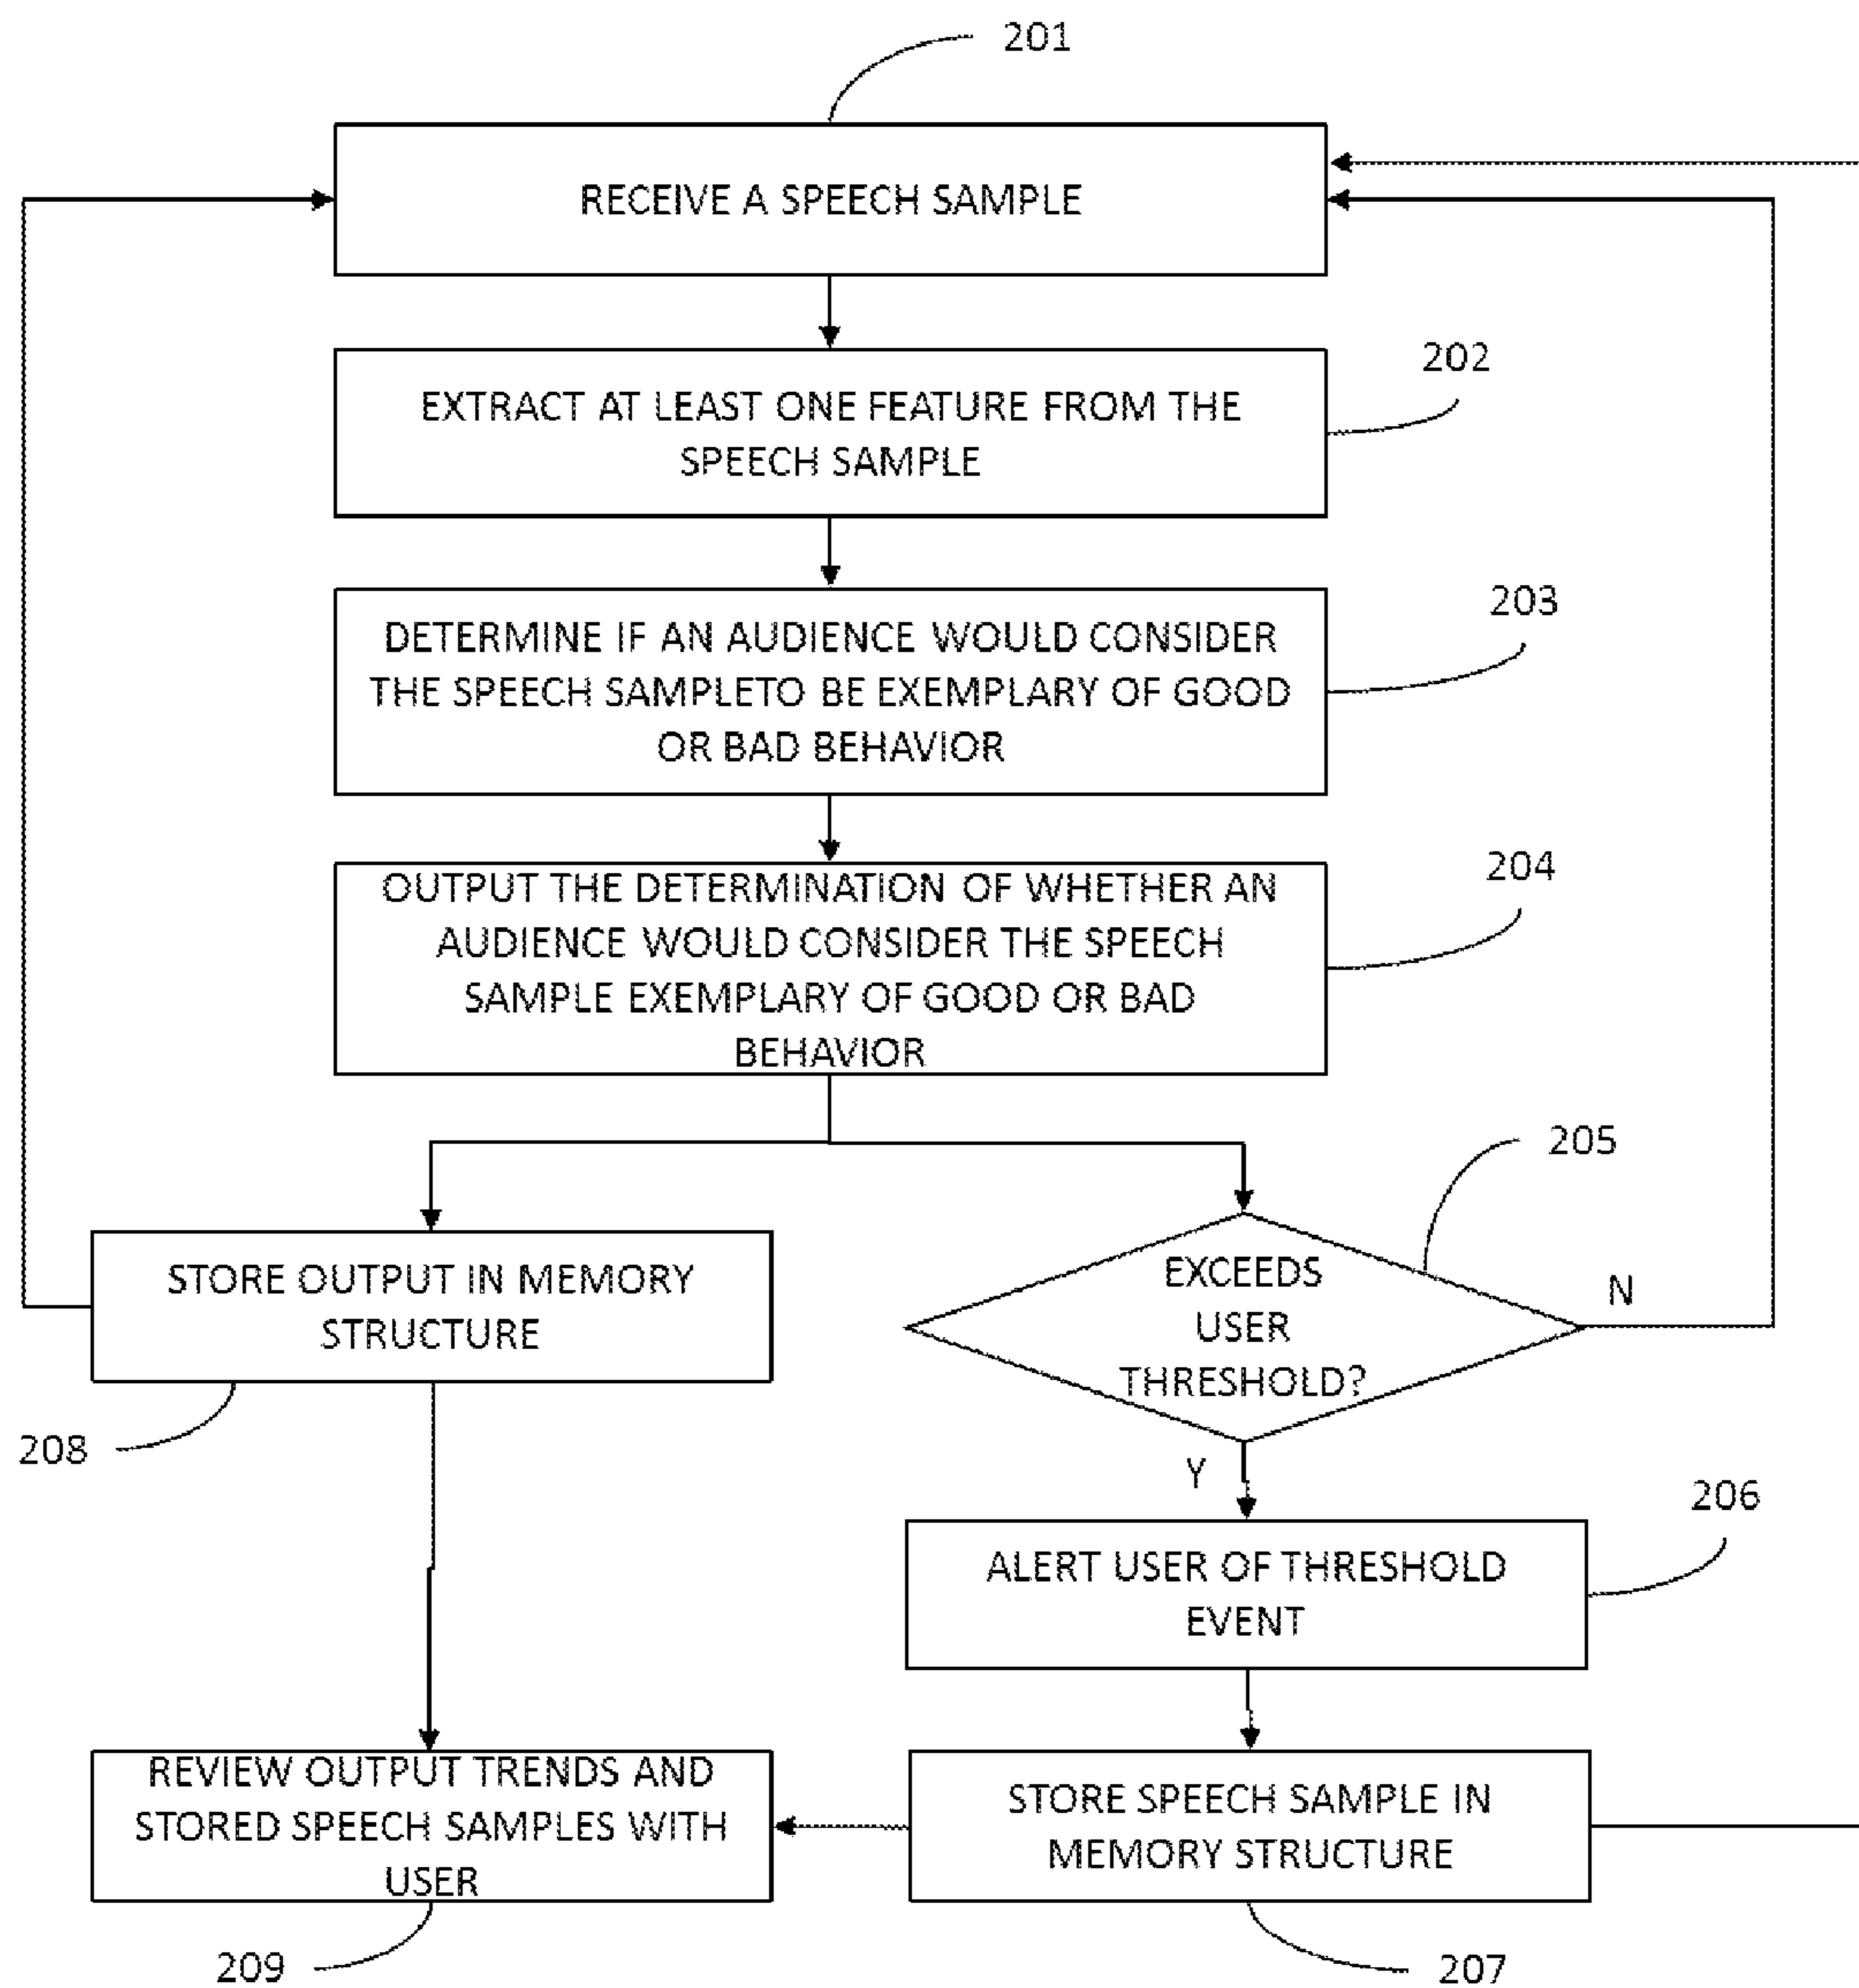 201
RECEIVE A SPEECH SAMPLE
202
EXTRACT AT LEAST ONE FEATURE FROM THE
SPEECH SAMPLE
203
DETERMINE IF AN AUDIENCE WOULD CONSIDER
THE SPEECH SAMPLETO BE EXEMPLARY OF GOOD
OR BAD BEHAVIOR
204
OUTPUT THE DETERMINATION OF WHETHER AN
AUDIENCE WOULD CONSIDER THE SPEECH
SAMPLE EXEMPLARY OF GOOD OR BAD
BEHAVIOR
205
STORE OUTPUT IN MEMORY
STRUCTURE
208
EXCEEDS
USER
THRESHOLD?
N
Y
206
ALERT USER OF THRESHOLD
EVENT
REVIEW OUTPUT TRENDS AND
STORED SPEECH SAMPLES WITH
USER
209
STORE SPEECH SAMPLE IN
MEMORY STRUCTURE
207